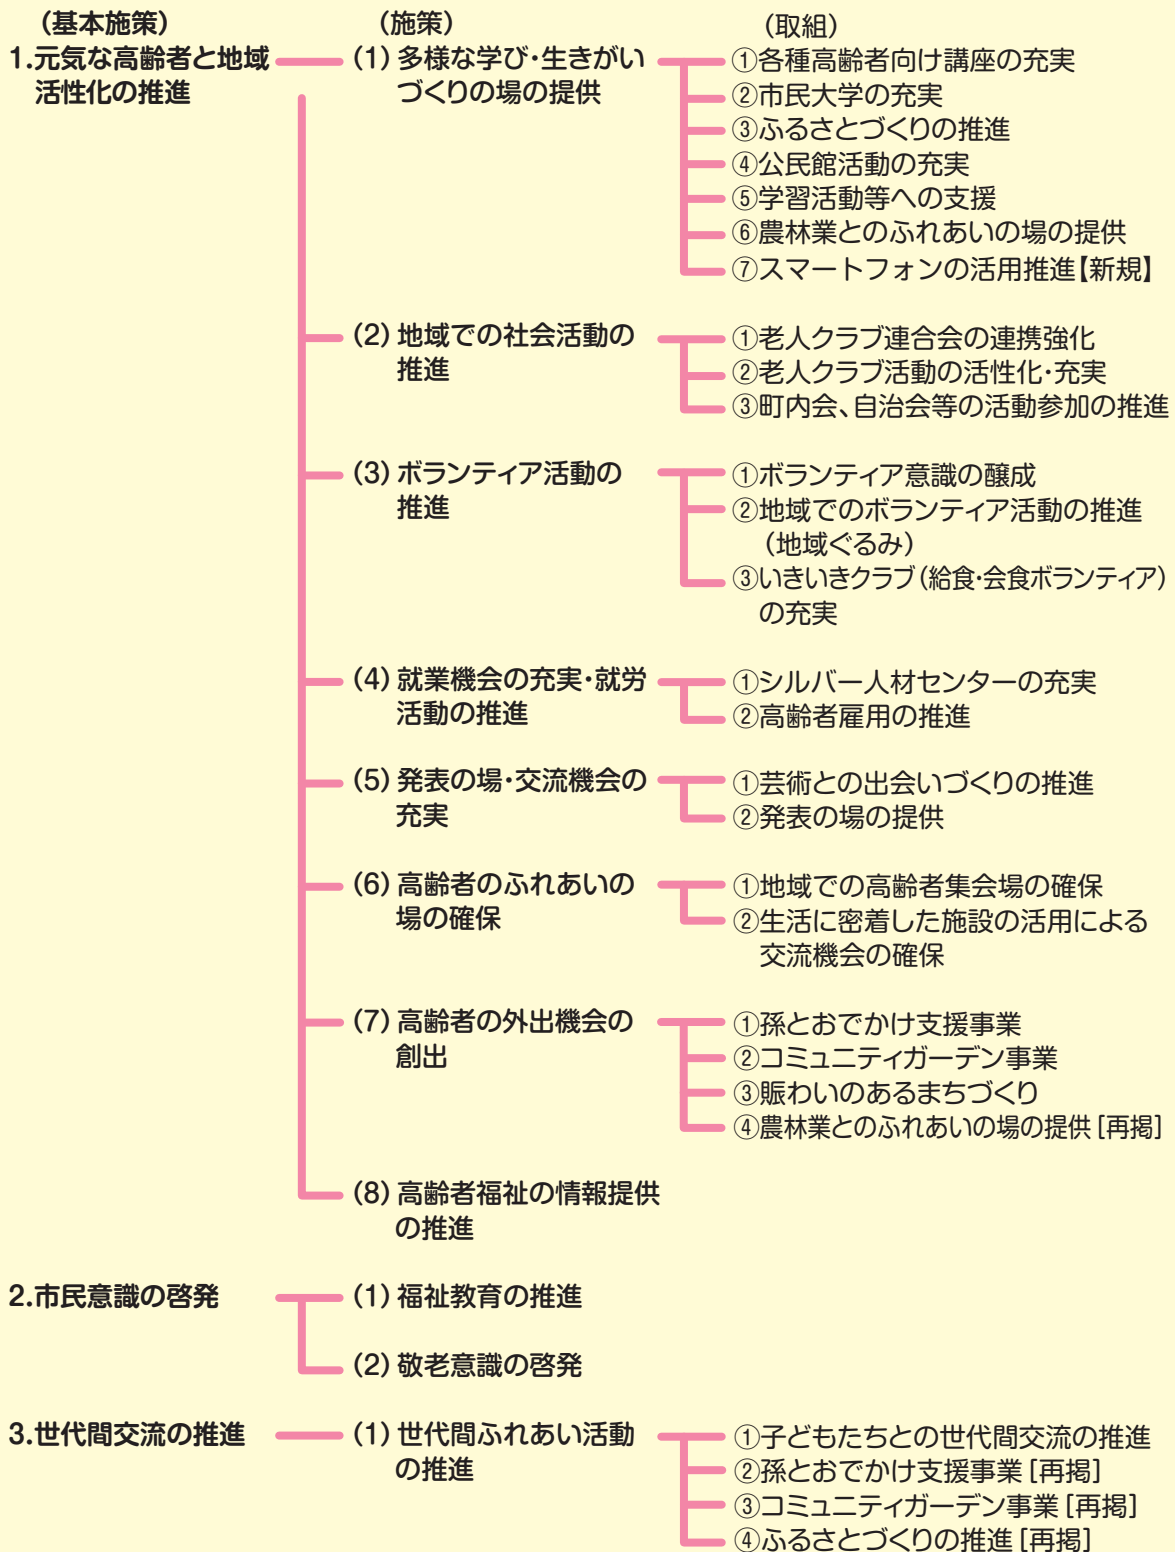 （基本施策）
（施策）
（取組）
1.元気な高齢者と地域
活性化の推進
(1) 多様な学び・生きがい
づくりの場の提供
①各種高齢者向け講座の充実
②市民大学の充実
③ふるさとづくりの推進
④公民館活動の充実
⑤学習活動等への支援
⑥農林業とのふれあいの場の提供
⑦スマートフォンの活用推進【新規】
(2) 地域での社会活動の
推進
①老人クラブ連合会の連携強化
②老人クラブ活動の活性化・充実
③町内会、自治会等の活動参加の推進
(3) ボランティア活動の
推進
①ボランティア意識の醸成
②地域でのボランティア活動の推進
（地域ぐるみ）
③いきいきクラブ（給食・会食ボランティア）
の充実
(4) 就業機会の充実・就労
活動の推進
①シルバー人材センターの充実
②高齢者雇用の推進
(5) 発表の場・交流機会の
充実
①芸術との出会いづくりの推進
②発表の場の提供
(6) 高齢者のふれあいの
場の確保
①地域での高齢者集会場の確保
②生活に密着した施設の活用による
交流機会の確保
(7) 高齢者の外出機会の
創出
①孫とおでかけ支援事業
②コミュニティガーデン事業
③賑わいのあるまちづくり
④農林業とのふれあいの場の提供［再掲］
(8) 高齢者福祉の情報提供
の推進
2.市民意識の啓発
(1) 福祉教育の推進
(2) 敬老意識の啓発
3.世代間交流の推進
(1) 世代間ふれあい活動
の推進
①子どもたちとの世代間交流の推進
②孫とおでかけ支援事業［再掲］
③コミュニティガーデン事業［再掲］
④ふるさとづくりの推進［再掲］